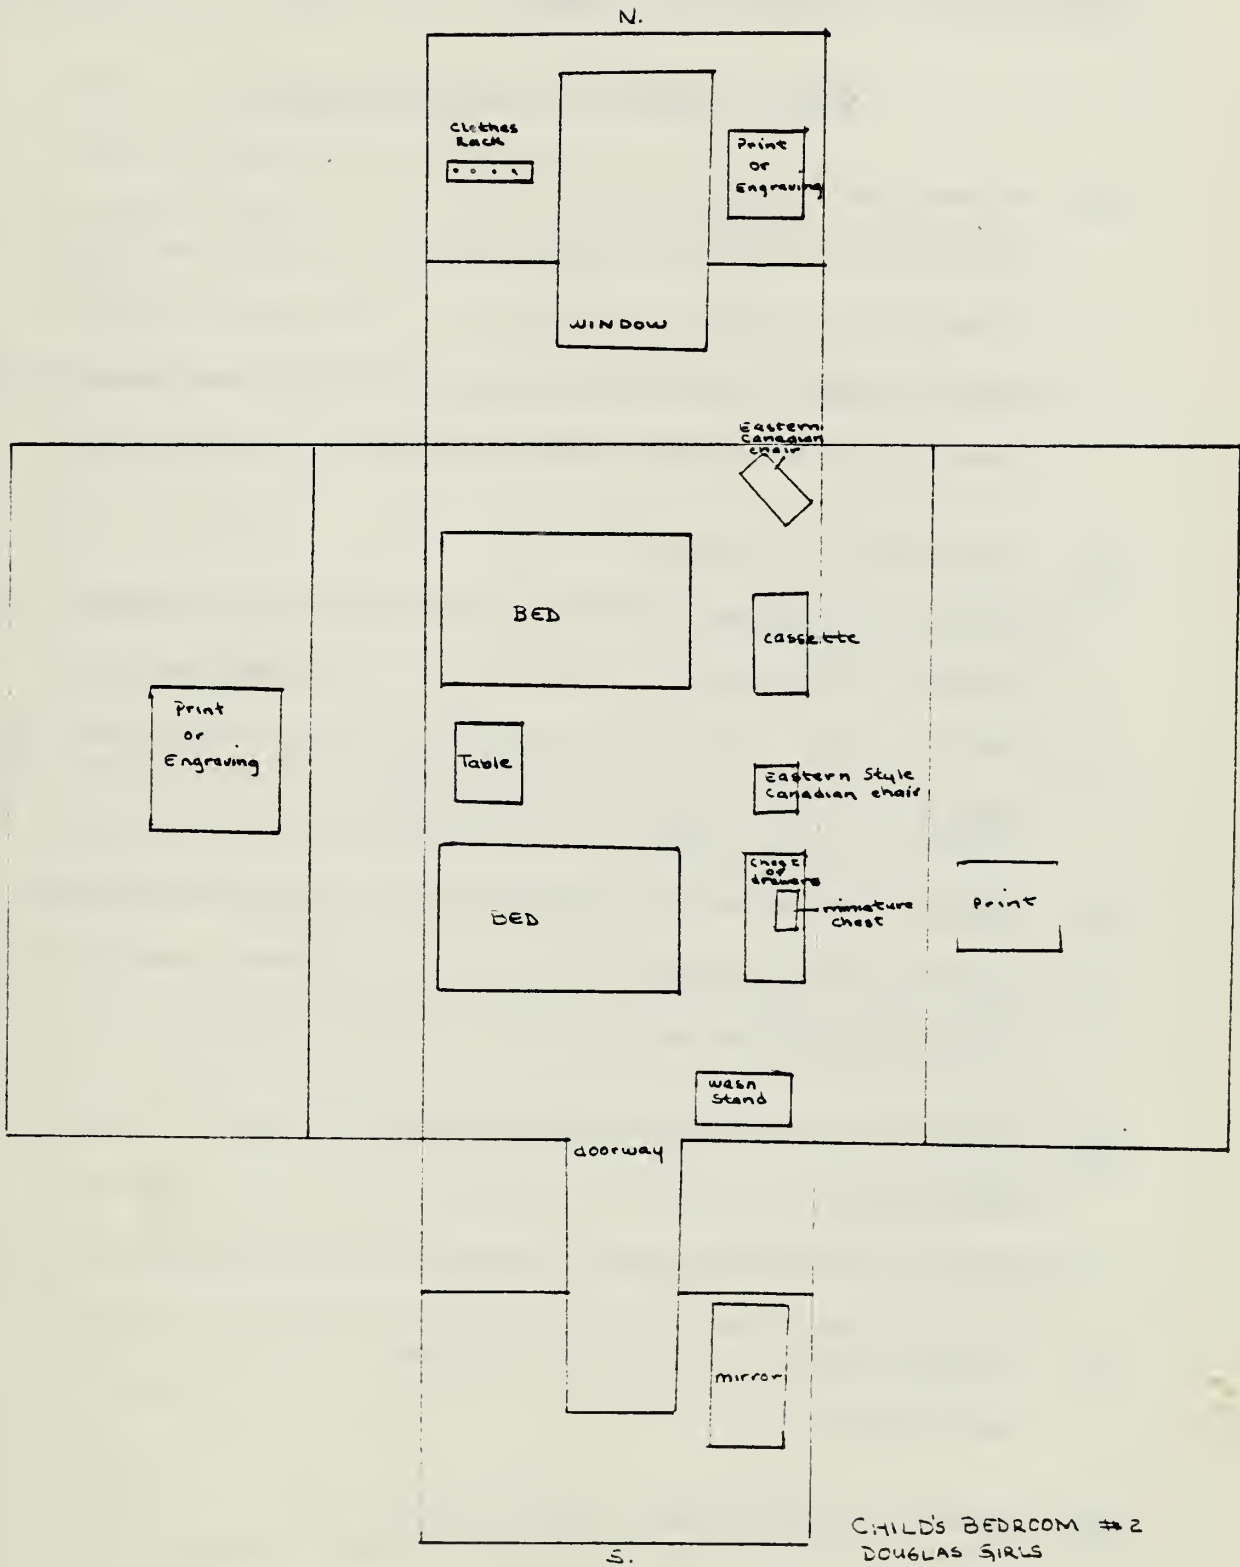 N.
Clothes
Rack
Print
or
Engraving
WINDOW
Eastern
Canadian
chair
BED
cassette
Print
or
Engraving
Table
Eastern Style
Canadian chair
Chest
of
drawers
miniature
chest
BED
Print
wash
Stand
doorway
mirror
CHILD'S BEDROOM #2
DOUGLAS GIRLS
S.